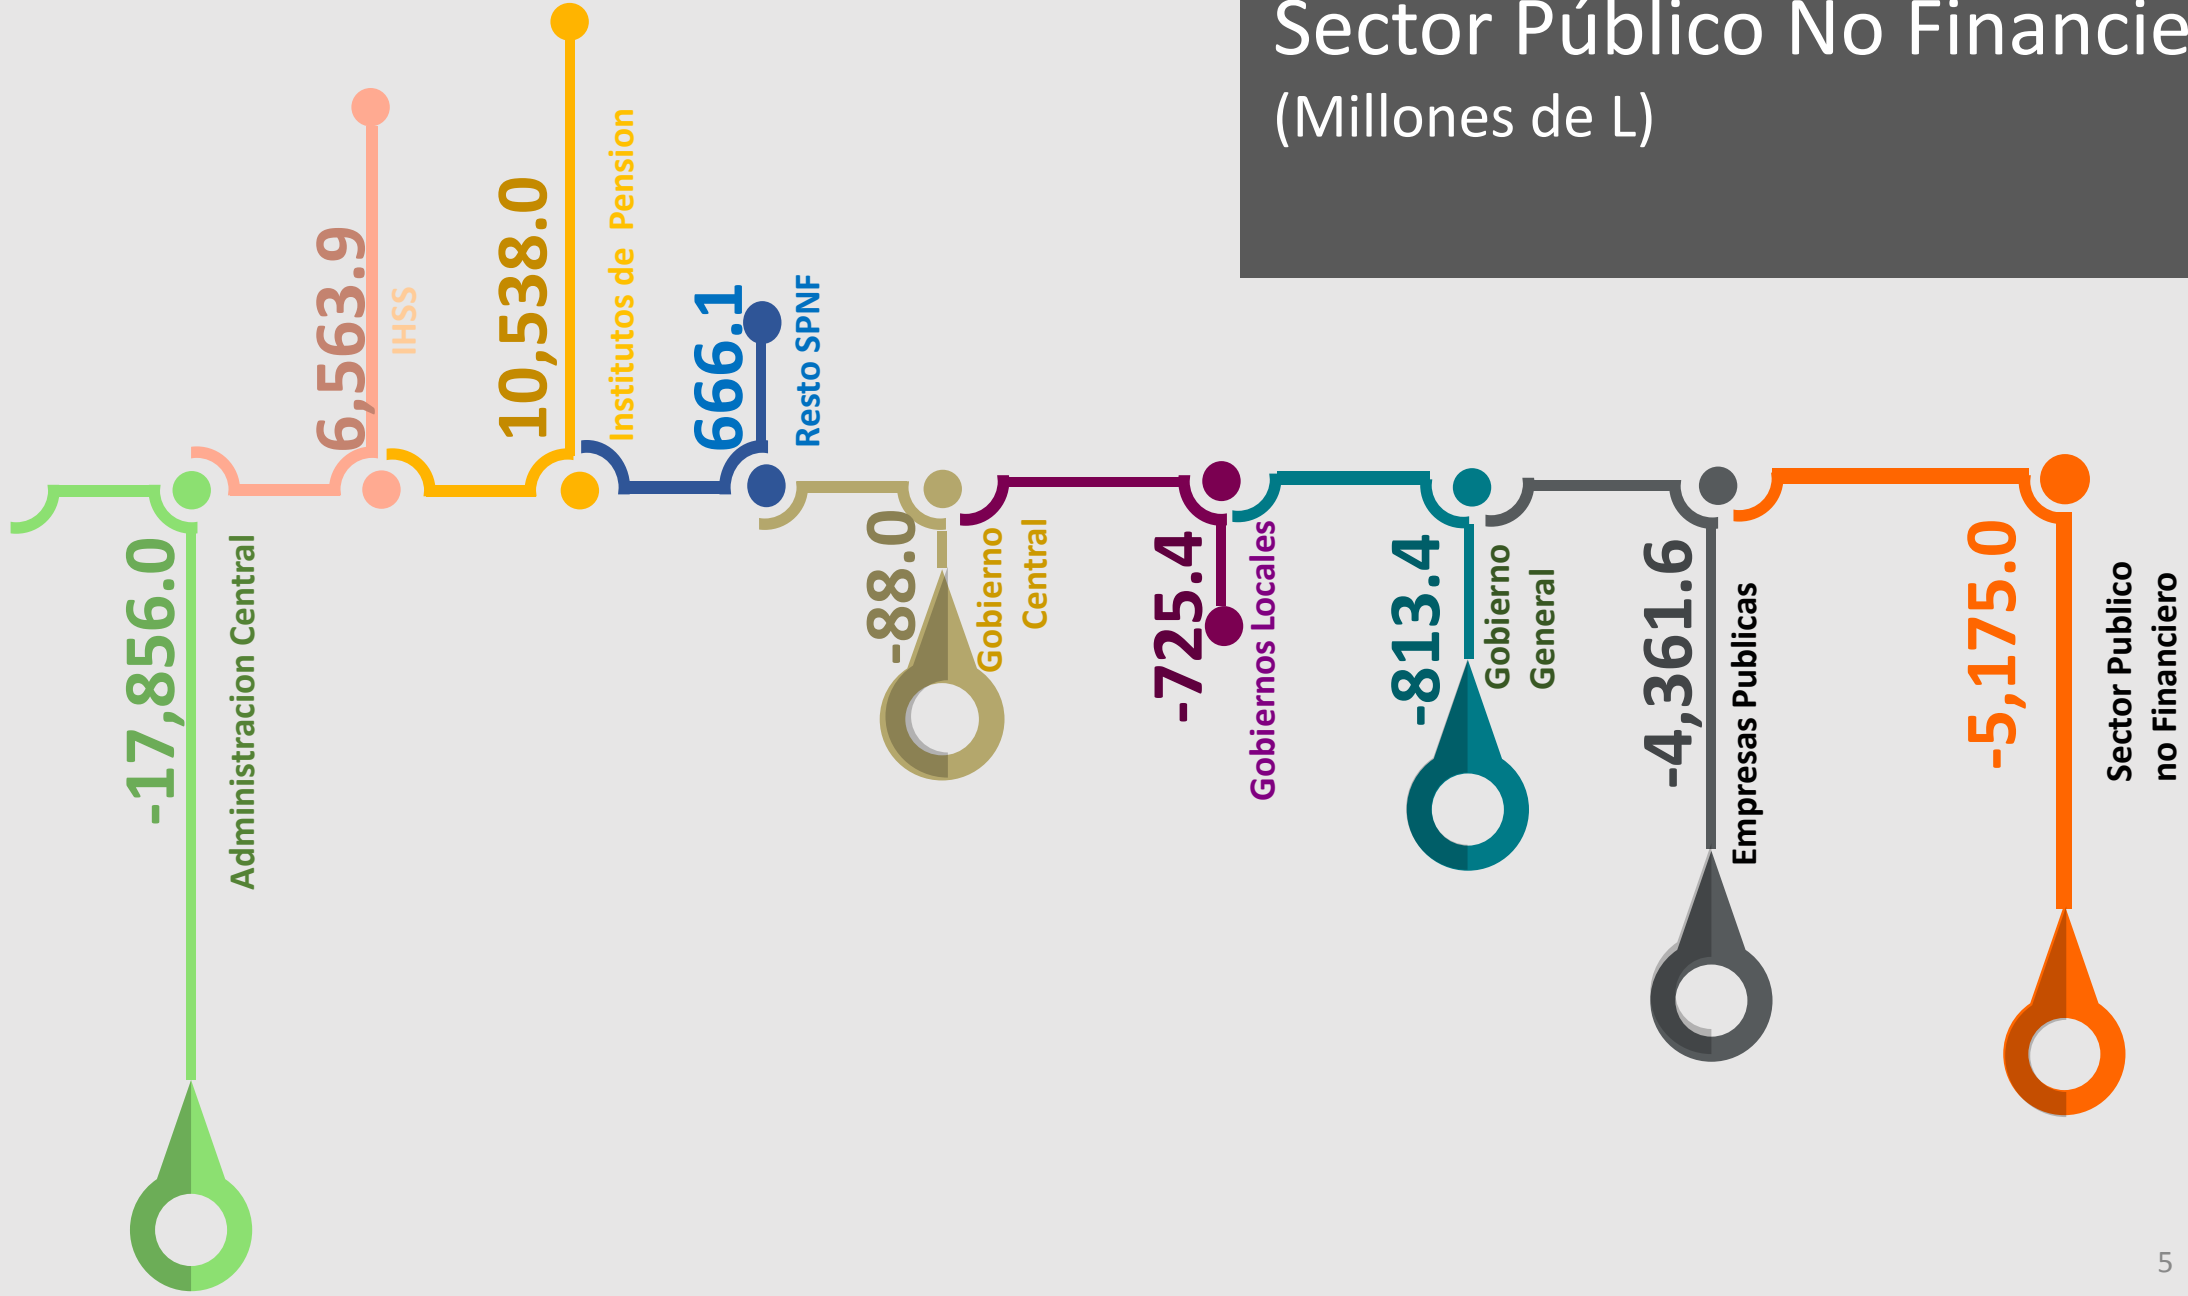 Sector Público No Financie
(Millones de L)
-17,856.0
Administracion Central
6,563.9
IHSS
10,538.0
Institutos de Pension
666.1
Resto SPNF
-88.0
Gobierno
Central
-725.4
Gobiernos Locales
-813.4
Gobierno
General
-4,361.6
Empresas Publicas
-5,175.0
Sector Publico
no Financiero
5